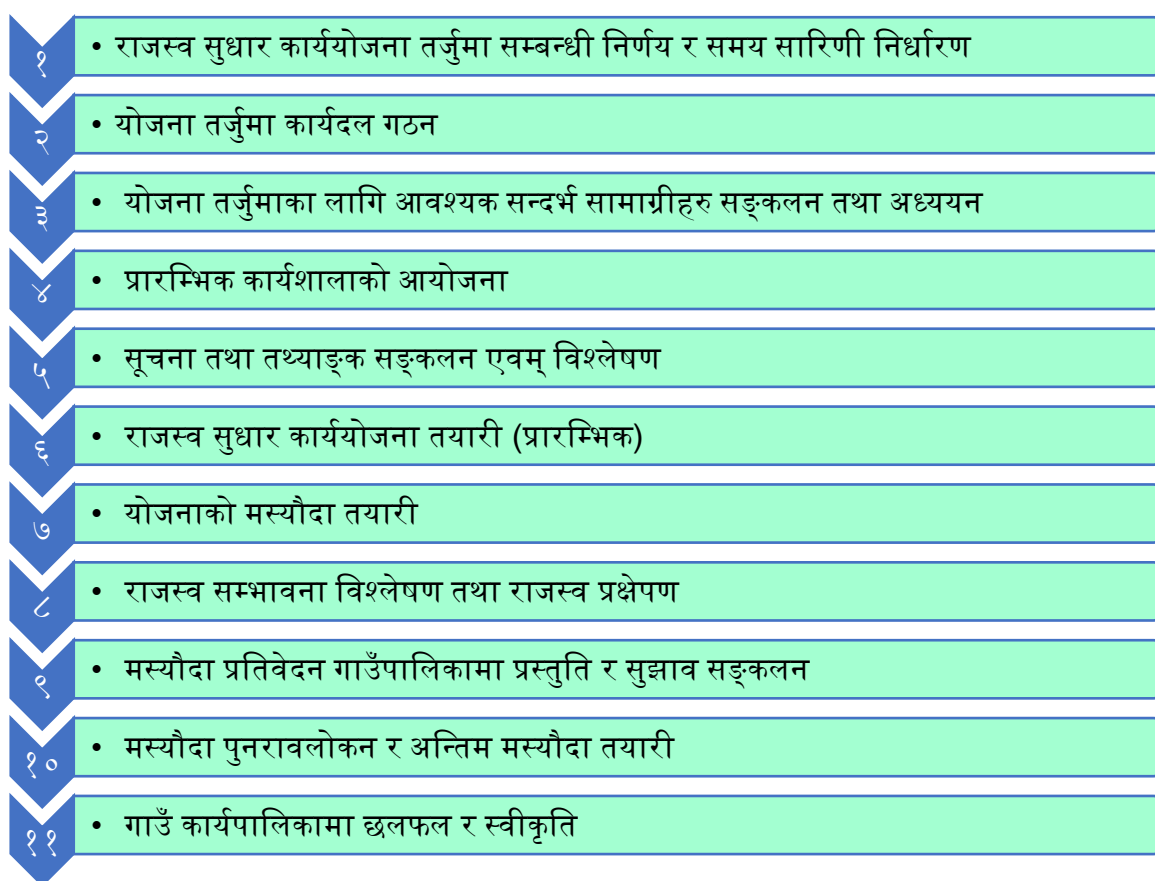 १ • राजस्व सुधार कार्ययोजना तर्जुमा सम्बन्धी निर्णय र समय सारिणी निर्धारण
२ • योजना तर्जुमा कार्यदल गठन
३ • योजना तर्जुमाका लागि आवश्यक सन्दर्भ सामाग्रीहरु सङ्कलन तथा अध्ययन
४ • प्रारम्भिक कार्यशालाको आयोजना
५ • सूचना तथा तथ्याङ्क सङ्कलन एवम् विश्लेषण
६ • राजस्व सुधार कार्ययोजना तयारी (प्रारम्भिक)
७ • योजनाको मस्यौदा तयारी
८ • राजस्व सम्भावना विश्लेषण तथा राजस्व प्रक्षेपण
९ • मस्यौदा प्रतिवेदन गाउँपालिकामा प्रस्तुति र सुझाव सङ्कलन
१० • मस्यौदा पुनरावलोकन र अन्तिम मस्यौदा तयारी
११ • गाउँ कार्यपालिकामा छलफल र स्वीकृति